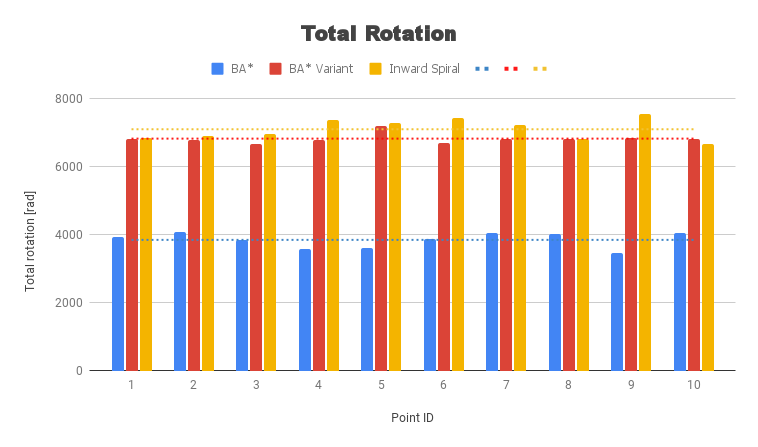 Total Rotation
BA* BA* Variant Inward Spiral
8000
6000
4000
2000
0
Total rotation [rad]
1 2 3 4 5 6 7 8 9 10
Point ID